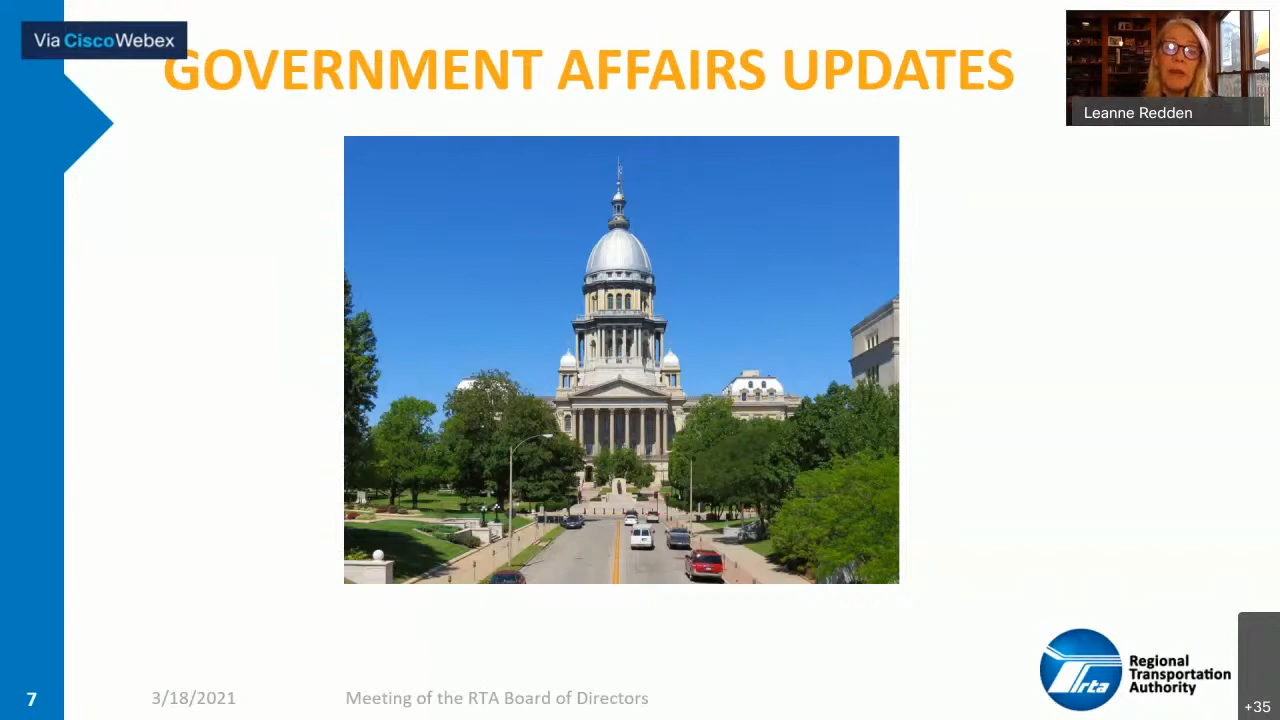 Via CiscoWebex
GOVERNMENT AFFAIRS UPDATES
Leanne Redden
rta
Regional
Transportation
Authority
7
3/18/2021
Meeting of the RTA Board of Directors
+35